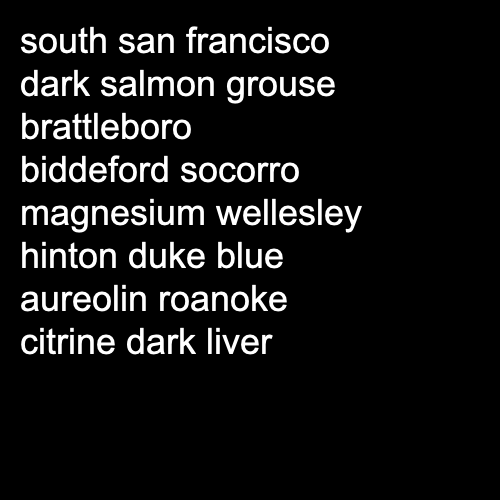 south san francisco
dark salmon grouse
brattleboro
biddeford socorro
magnesium wellesley
hinton duke blue
aureolin roanoke
citrine dark liver